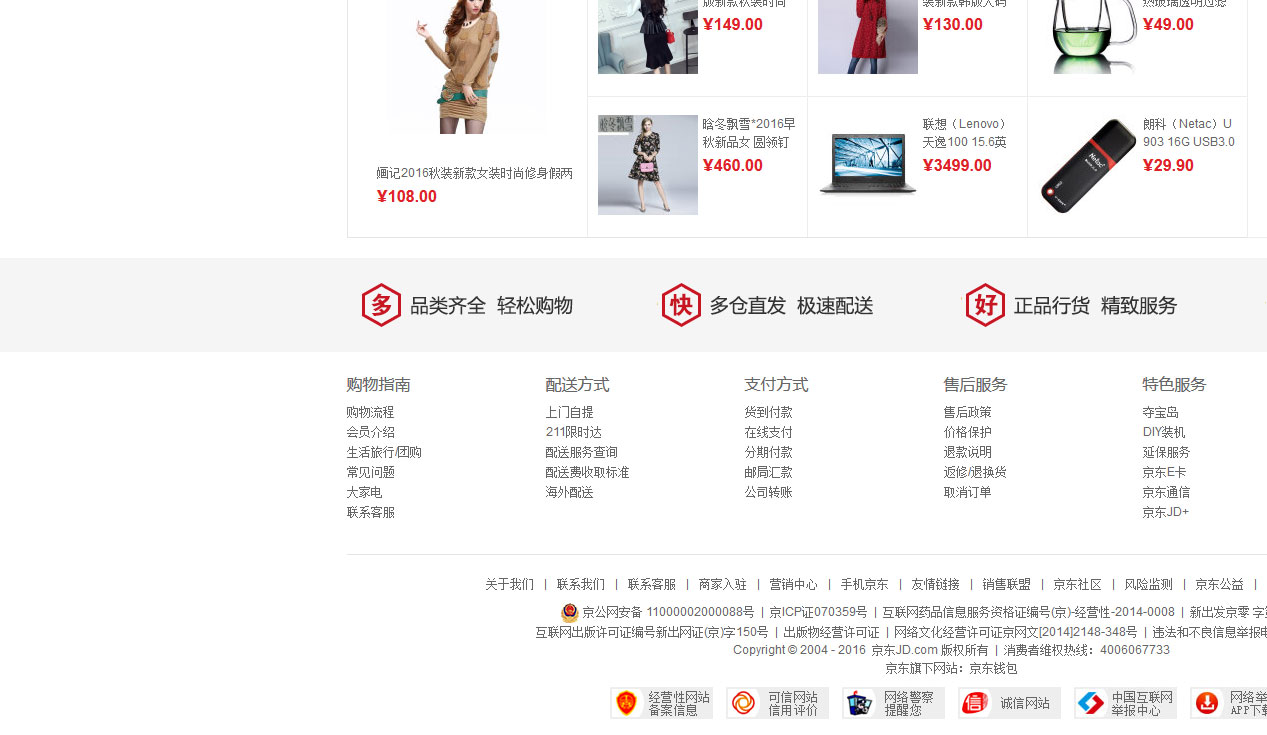 版新款秋装时尚
¥149.00
装新款韩版大码
¥130.00
热玻璃透明过滤
¥49.00
婳记2016秋装新款女装时尚修身假两
¥108.00
晗冬飘雪*2016早
秋新品女 圆领钉
¥460.00
联想（Lenovo）
天逸100 15.6英
¥3499.00
朗科（Netac）U
903 16G USB3.0
¥29.90
Netac
多 品类齐全 轻松购物
快 多仓直发 极速配送
好 正品行货 精致服务
购物指南
购物流程
会员介绍
生活旅行/团购
常见问题
大家电
联系客服
配送方式
上门自提
211限时达
配送服务查询
配送费收取标准
海外配送
支付方式
货到付款
在线支付
分期付款
邮局汇款
公司转账
售后服务
售后政策
价格保护
退款说明
返修/退换货
取消订单
特色服务
夺宝岛
DIY装机
延保服务
京东E卡
京东通信
京东JD+
关于我们 | 联系我们 | 联系客服 | 商家入驻 | 营销中心 | 手机京东 | 友情链接 | 销售联盟 | 京东社区 | 风险监测 | 京东公益 |
京公网安备 11000002000088号 | 京ICP证070359号 | 互联网药品信息服务资格证编号(京)-经营性-2014-0008 | 新出发京零 字第
互联网出版许可证编号新出网证(京)字150号 | 出版物经营许可证 | 网络文化经营许可证京网文[2014]2148-348号 | 违法和不良信息举报电
Copyright © 2004 - 2016 京东JD.com 版权所有 | 消费者维权热线：4006067733
京东旗下网站：京东钱包
经营性网站
备案信息
可信网站
信用评价
网络警察
提醒您
诚信网站
中国互联网
举报中心
网络举
APP下载